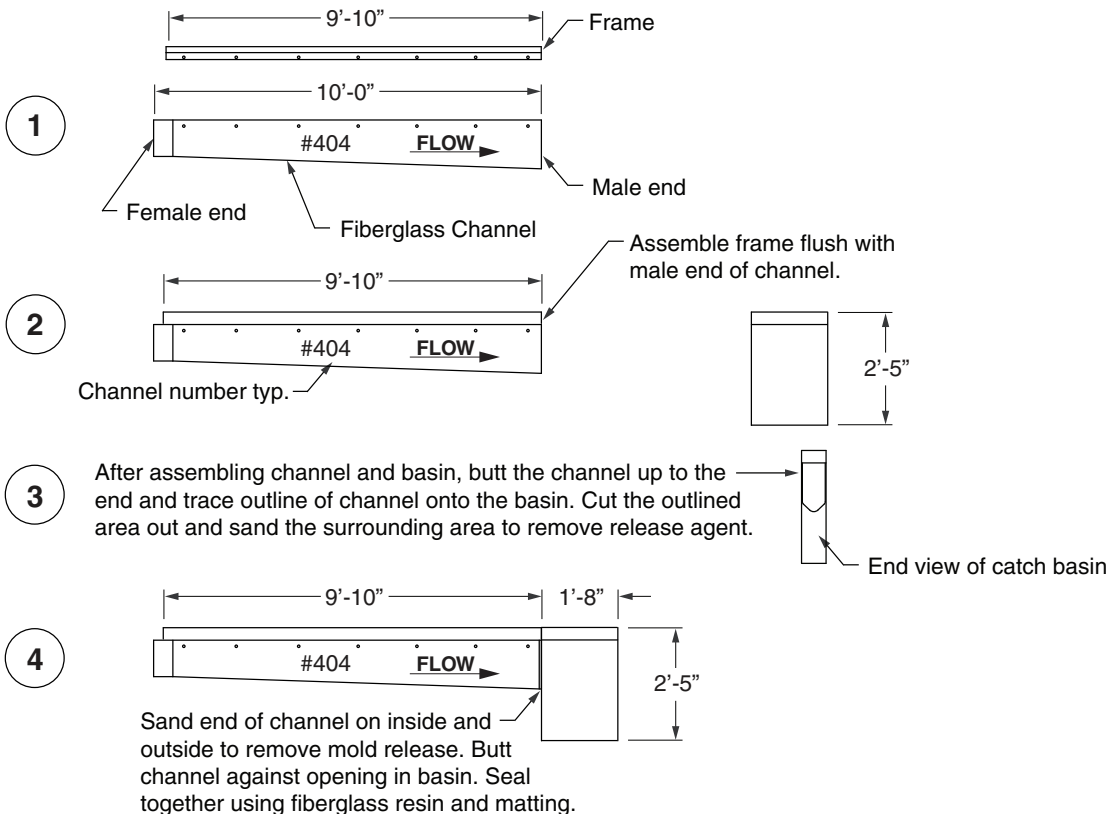 9’-10”
Frame
10’-0”
1
#404
FLOW
Male end
Female end
Fiberglass Channel
Assemble frame flush with
male end of channel.
9’-10”
2
#404
FLOW
2’-5”
Channel number typ.
3
After assembling channel and basin, butt the channel up to the
end and trace outline of channel onto the basin. Cut the outlined
area out and sand the surrounding area to remove release agent.
End view of catch basin
9’-10”
1’-8”
4
#404
FLOW
2’-5”
Sand end of channel on inside and
outside to remove mold release. Butt
channel against opening in basin. Seal
together using fiberglass resin and matting.